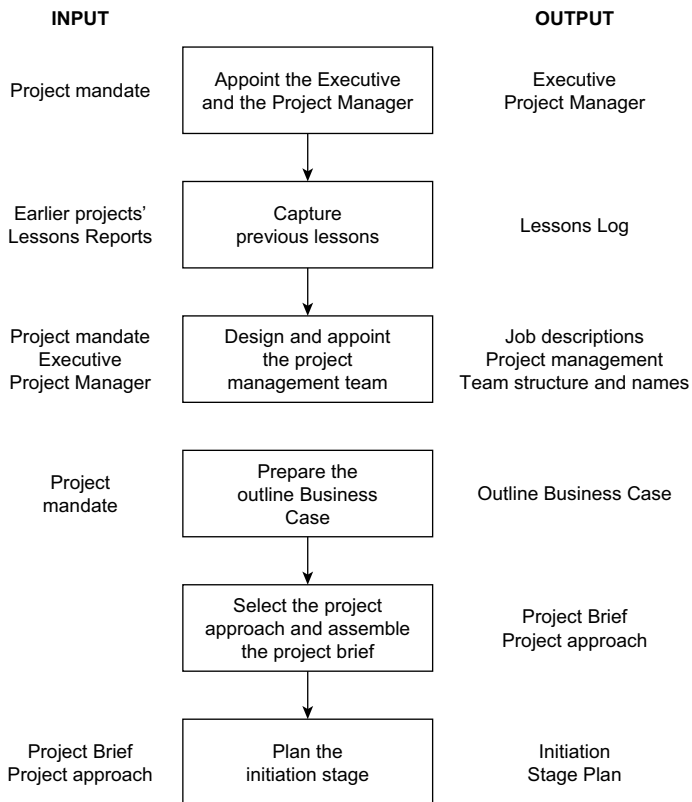 INPUT
OUTPUT
Project mandate
Appoint the Executive
and the Project Manager
Executive
Project Manager
Earlier projects’
Lessons Reports
Capture
previous lessons
Lessons Log
Project mandate
Executive
Project Manager
Design and appoint
the project
management team
Job descriptions
Project management
Team structure and names
Project
mandate
Prepare the
outline Business
Case
Outline Business Case
Select the project
approach and assemble
the project brief
Project Brief
Project approach
Project Brief
Project approach
Plan the
initiation stage
Initiation
Stage Plan